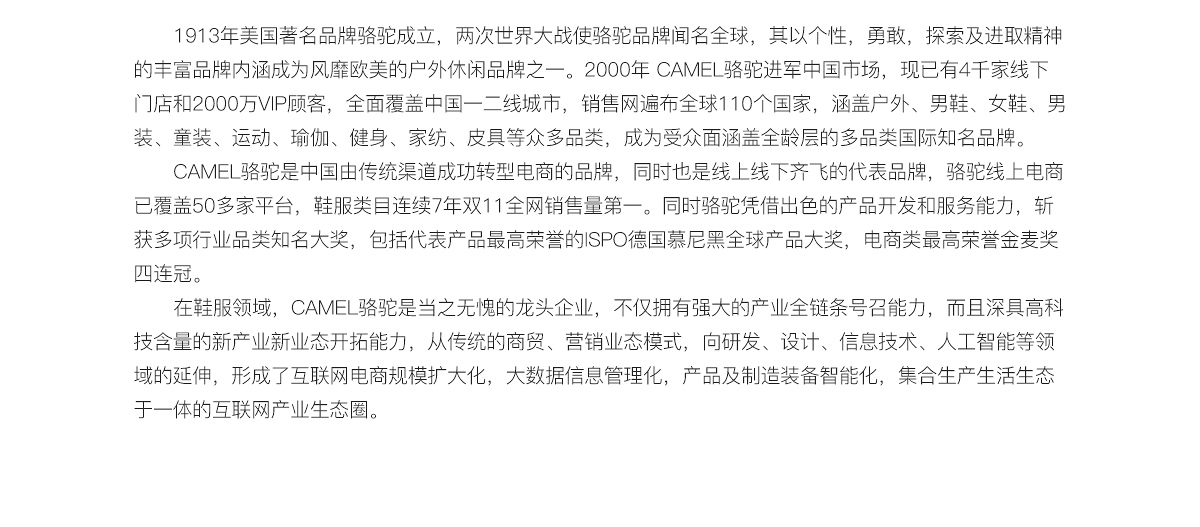 1913年美国著名品牌骆驼成立，两次世界大战使骆驼品牌闻名全球，其以个性，勇敢，探索及进取精神
的丰富品牌内涵成为风靡欧美的户外休闲品牌之一。2000年 CAMEL骆驼进军中国市场，现已有4千家线下
门店和2000万VIP顾客，全面覆盖中国一二线城市，销售网遍布全球110个国家，涵盖户外、男鞋、女鞋、男
装、童装、运动、瑜伽、健身、家纺、皮具等众多品类，成为受众面涵盖全龄层的多品类国际知名品牌。
CAMEL骆驼是中国由传统渠道成功转型电商的品牌，同时也是线上线下齐飞的代表品牌，骆驼线上电商
已覆盖50多家平台，鞋服类目连续7年双11全网销售量第一。同时骆驼凭借出色的产品开发和服务能力，斩
获多项行业品类知名大奖，包括代表产品最高荣誉的ISPO德国慕尼黑全球产品大奖，电商类最高荣誉金麦奖
四连冠。
在鞋服领域，CAMEL骆驼是当之无愧的龙头企业，不仅拥有强大的产业全链条号召能力，而且深具高科
技含量的新产业新业态开拓能力，从传统的商贸、营销业态模式，向研发、设计、信息技术、人工智能等领
域的延伸，形成了互联网电商规模扩大化，大数据信息管理化，产品及制造装备智能化，集合生产生活生态
于一体的互联网产业生态圈。